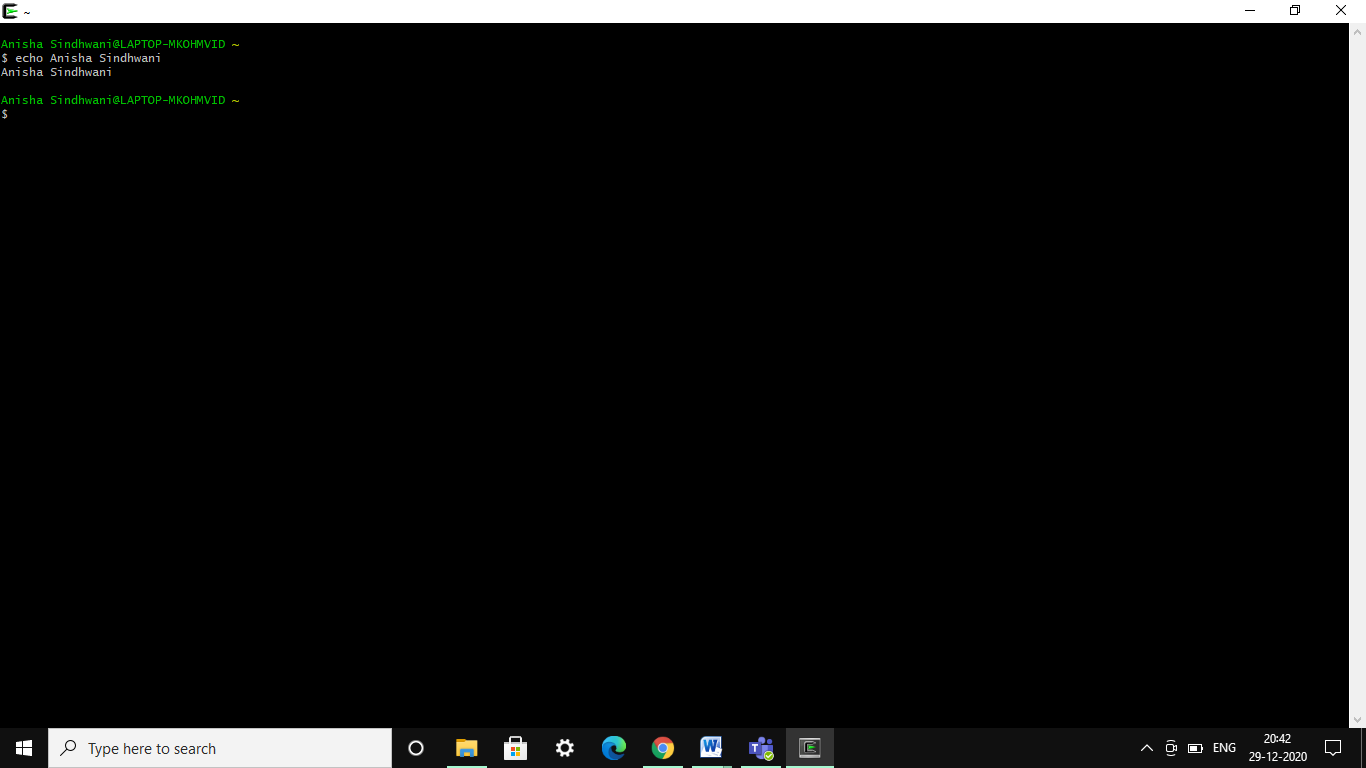 ~
Anisha Sindhwani@LAPTOP-MKOHMVID ~
$ echo Anisha Sindhwani
Anisha Sindhwani
Anisha Sindhwani@LAPTOP-MKOHMVID ~
$
Type here to search
W
T
ENG
20:42
29-12-2020